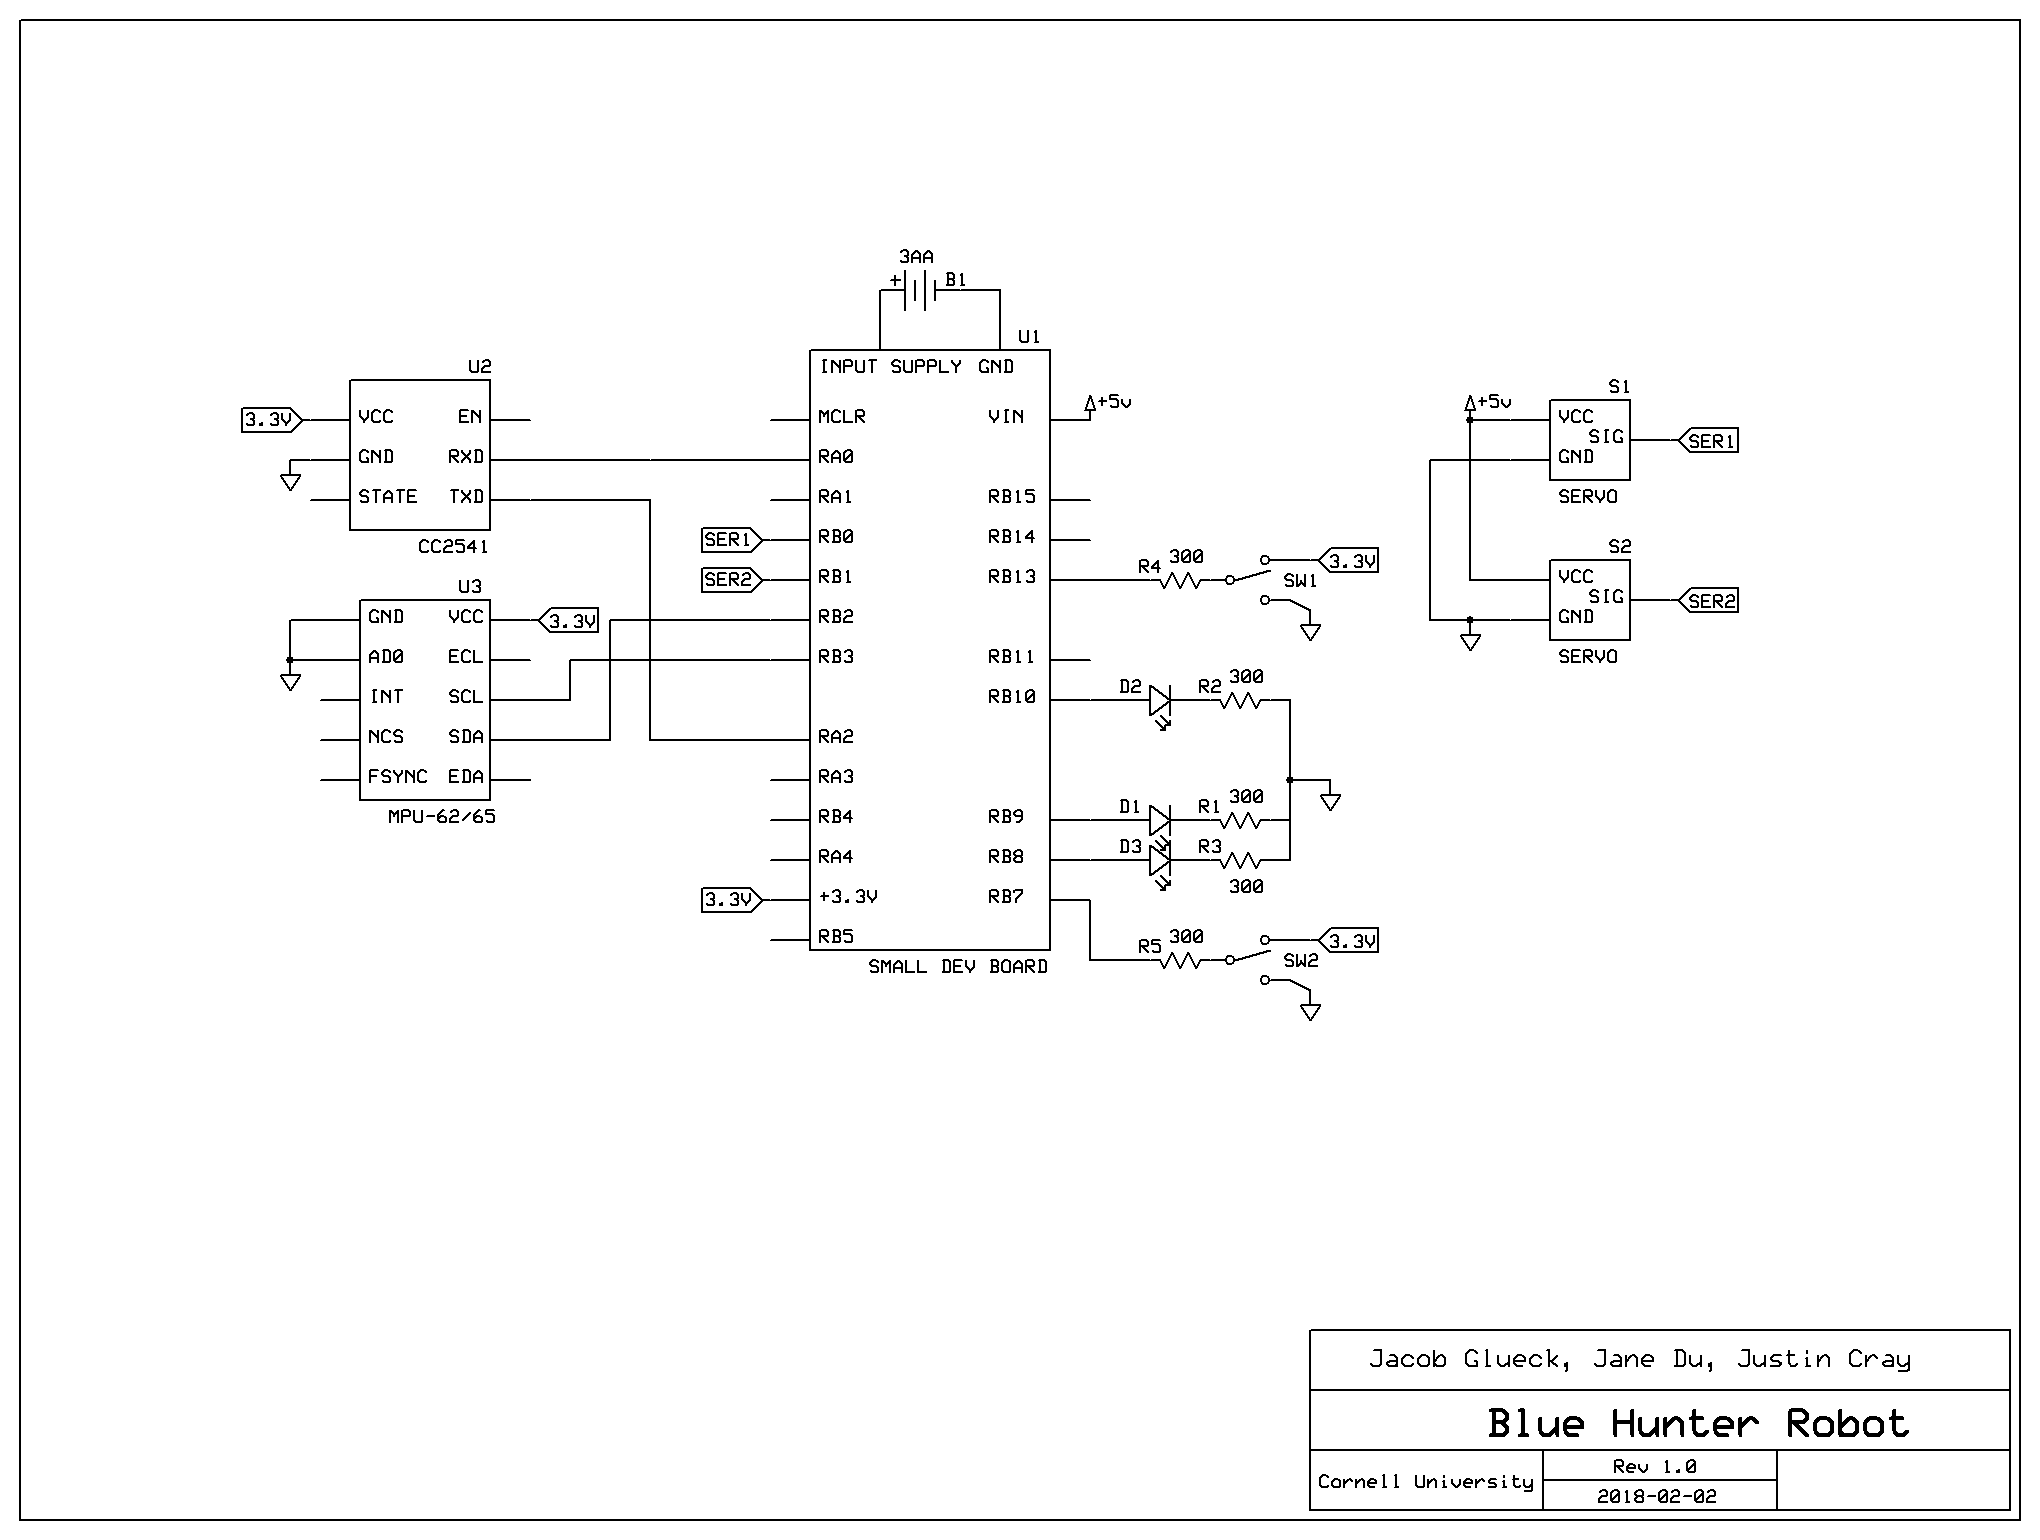 3AA
+ B1
U1
INPUT SUPPLY GND
MCLR VIN
+5v
RA0
RA1 RB15
RB0 RB14
RB1 RB13
RB2
RB3 RB11
RB10
RA2
RA3
RB4 RB9
RA4 RB8
+3.3V RB7
RB5
SMALL DEV BOARD
SER1
SER2
3.3V
U2
3.3V
VCC EN
GND RXD
STATE TXD
CC2541
U3
GND VCC
3.3V
AD0 ECL
INT SCL
NCS SDA
FSYNC EDA
MPU-62/65
R4 300
SW1
3.3V
D2 R2 300
D1 R1 300
D3 R3
300
R5 300
SW2
3.3V
S1
+5v
VCC
SIG
GND
SERVO
SER1
S2
VCC
SIG
GND
SERVO
SER2
Jacob Glueck, Jane Du, Justin Cray
Blue Hunter Robot
Cornell University
Rev 1.0
2018-02-02